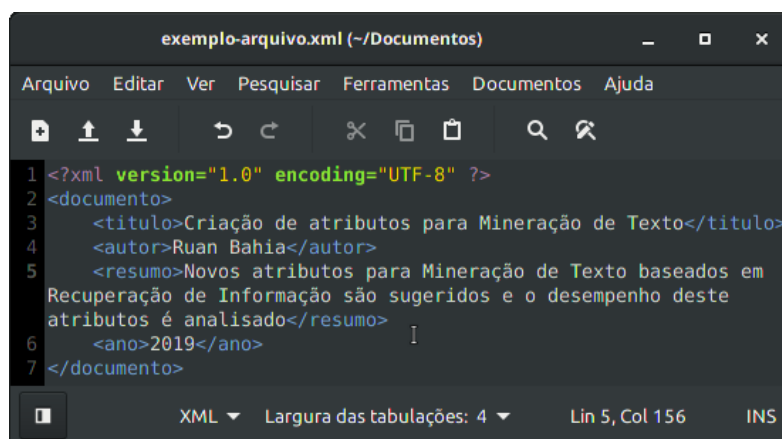 exemplo-arquivo.xml (~/Documentos)
Arquivo Editar Ver Pesquisar Ferramentas Documentos Ajuda
1 <?xml version="1.0" encoding="UTF-8" ?>
2 <documento>
3 <titulo>Criação de atributos para Mineração de Texto</titulo>
4 <autor>Ruan Bahia</autor>
5 <resumo>Novos atributos para Mineração de Texto baseados em
Recuperação de Informação são sugeridos e o desempenho deste
atributos é analisado</resumo>
6 <ano>2019</ano>
7 </documento>
XML Largura das tabulações: 4 Lin 5, Col 156 INS